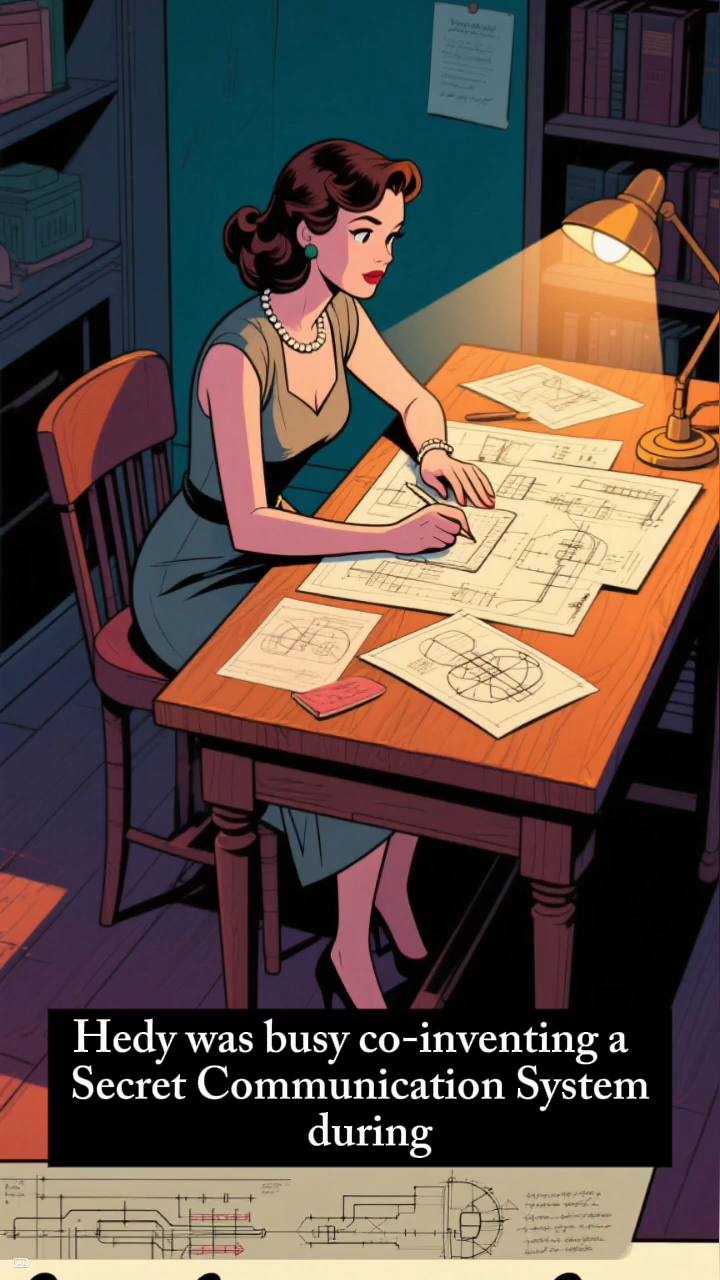 Hedy was busy co-inventing a
Secret Communication System
during